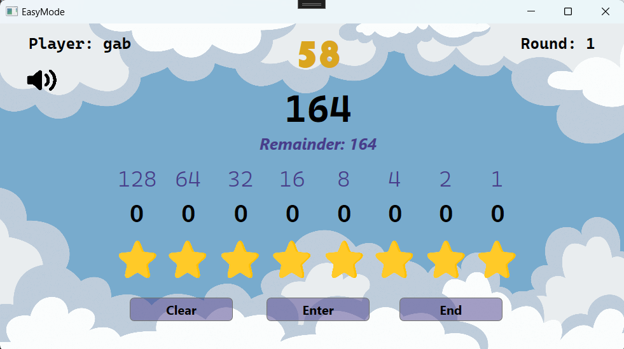 EasyMode
Player: gab
58
Round: 1
164
Remainder: 164
128 64 32 16 8 4 2 1
0 0 0 0 0 0 0 0
Clear Enter End